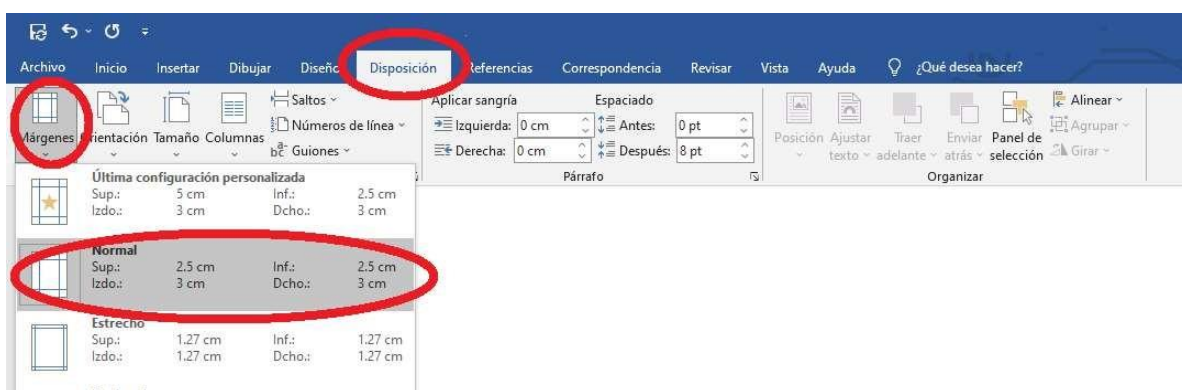 Archivo Inicio Insertar Dibujar Diseño Disposición Referencias Correspondencia Revisar Vista Ayuda ¿Qué desea hacer?
Márgenes Orientación Tamaño Columnas
Saltos
Números de línea
Guiones
Aplicar sangría Espaciado
Izquierda: 0 cm Antes: 0 pt
Derecha: 0 cm Después: 8 pt
Párrafo
Posición Ajustar texto Traer adelante Enviar atrás Panel de selección
Alinear
Agrupar
Girar
Organizar
Última configuración personalizada
Sup.: 5 cm Inf.: 2.5 cm
Izdo.: 3 cm Dcho.: 3 cm
Normal
Sup.: 2.5 cm Inf.: 2.5 cm
Izdo.: 3 cm Dcho.: 3 cm
Estrecho
Sup.: 1.27 cm Inf.: 1.27 cm
Izdo.: 1.27 cm Dcho.: 1.27 cm